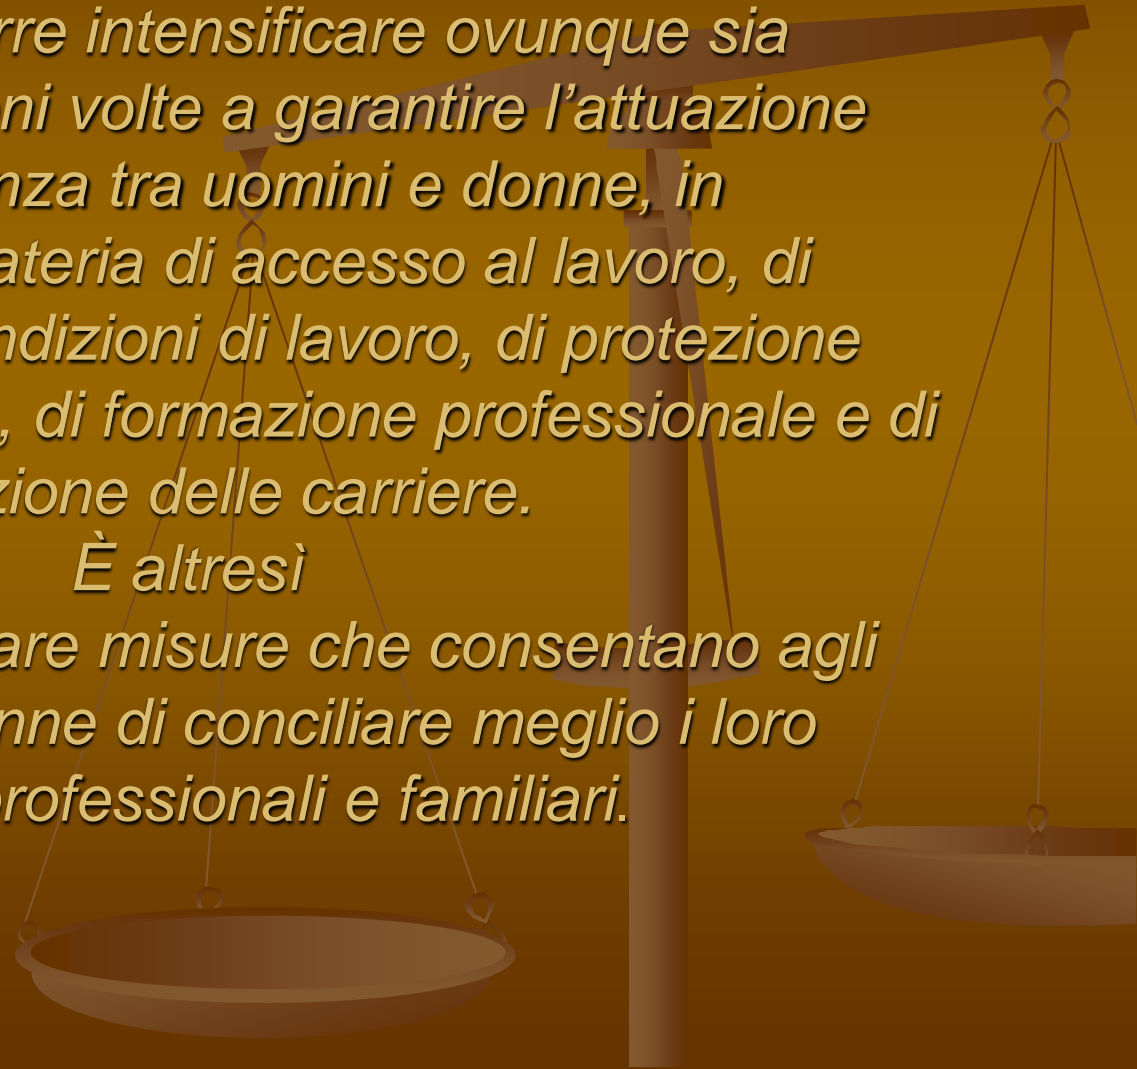 rre intensificare ovunque sia
ni volte a garantire l’attuazione
nza tra uomini e donne, in
ateria di accesso al lavoro, di
ndizioni di lavoro, di protezione
, di formazione professionale e di
zione delle carriere.
È altresì
are misure che consentano agli
nne di conciliare meglio i loro
professionali e familiari.